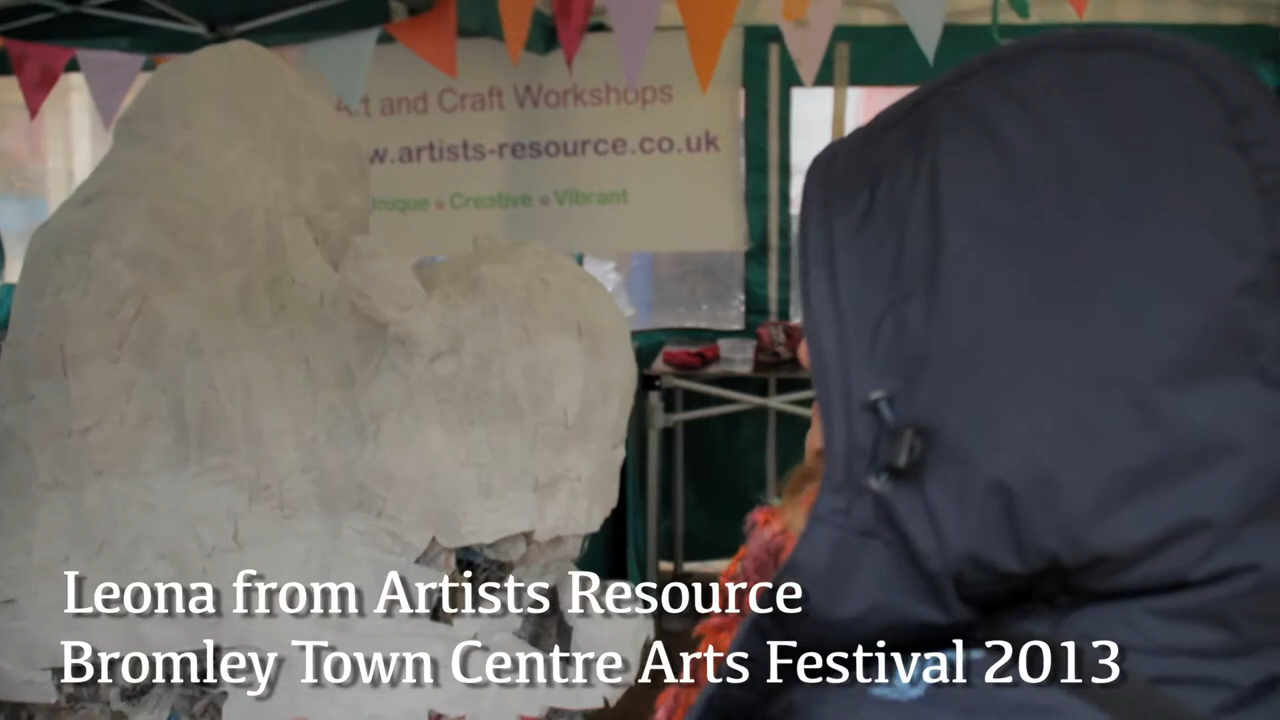 Art and Craft Workshops
w.artists-resource.co.uk
Unique • Creative • Vibrant
Leona from Artists Resource
Bromley Town Centre Arts Festival 2013